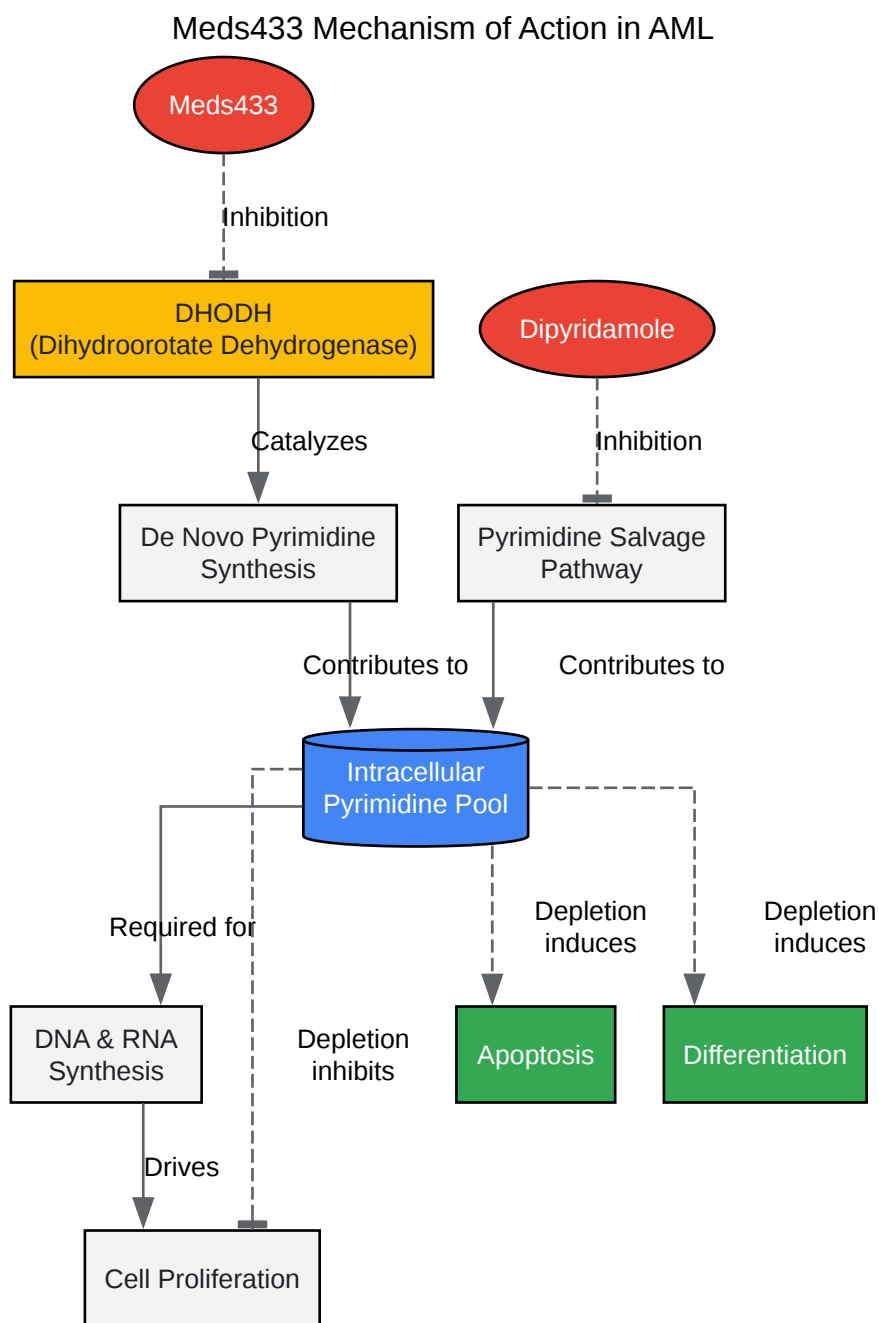 Meds433 Mechanism of Action in AML
Meds433
Inhibition
DHODH
(Dihydroorotate Dehydrogenase)
Dipyridamole
Catalyzes
Inhibition
De Novo Pyrimidine
Synthesis
Pyrimidine Salvage
Pathway
Contributes to
Contributes to
Intracellular
Pyrimidine Pool
Required for
Depletion
induces
Depletion
induces
DNA & RNA
Synthesis
Depletion
inhibits
Apoptosis
Differentiation
Drives
Cell Proliferation